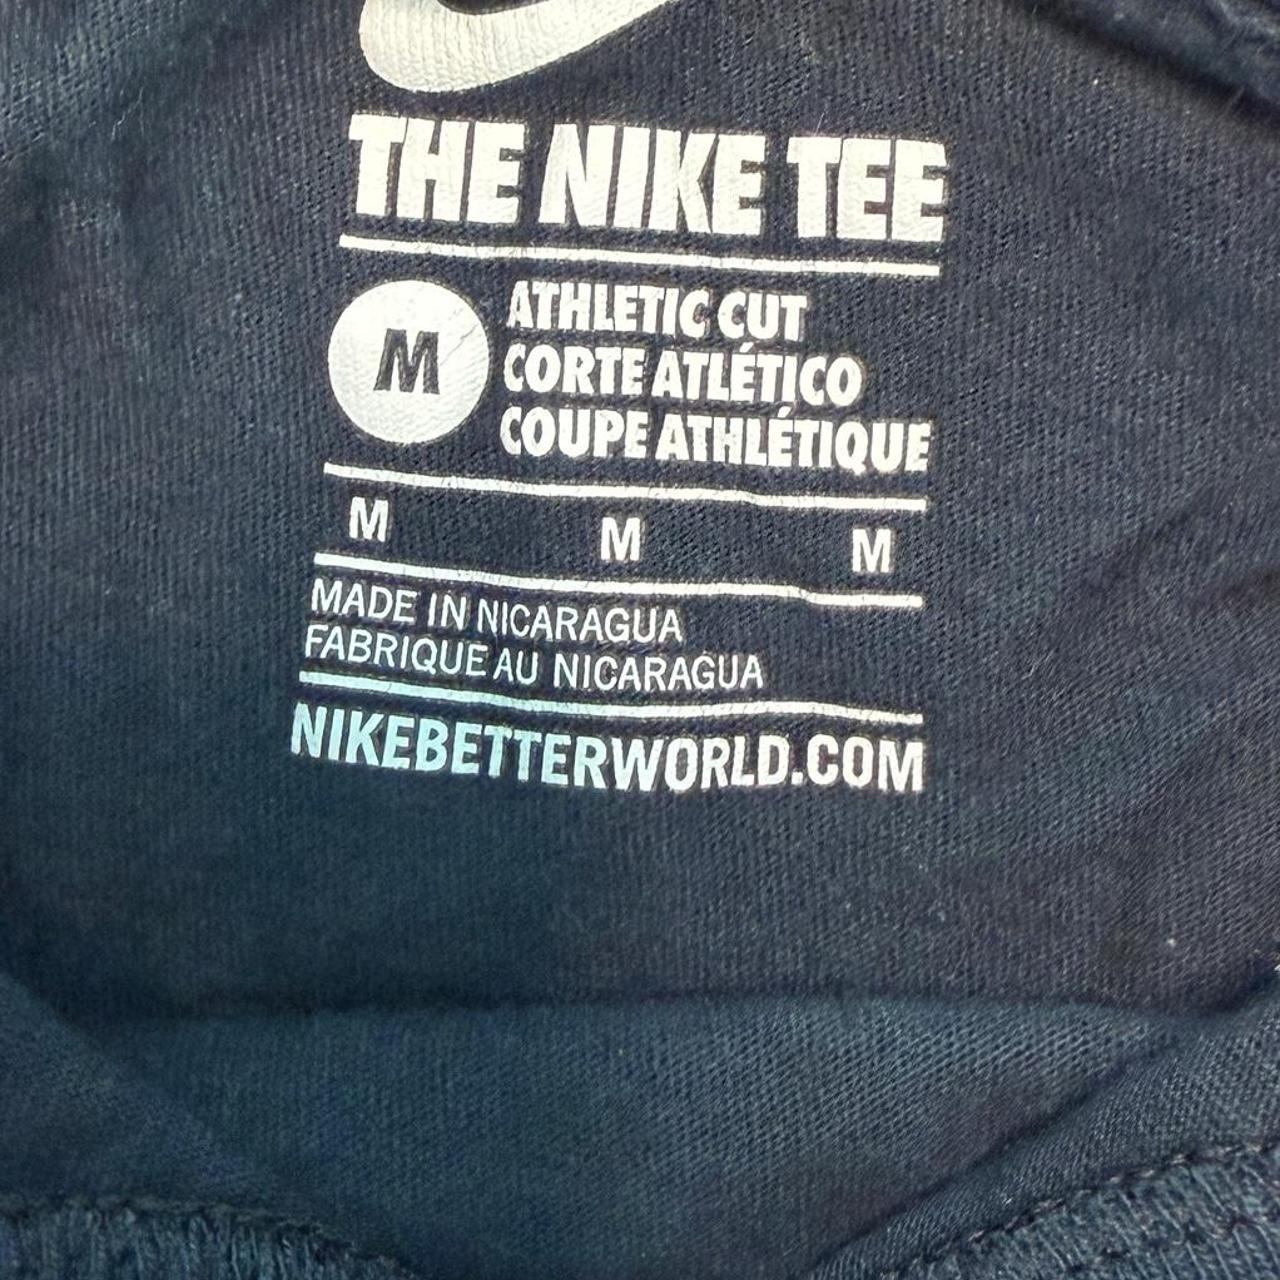 THE NIKE TEE
M
ATHLETIC CUT
CORTE ATLÉTICO
COUPE ATHLÉTIQUE
M M M
MADE IN NICARAGUA
FABRIQUE AU NICARAGUA
NIKEBETTERWORLD.COM